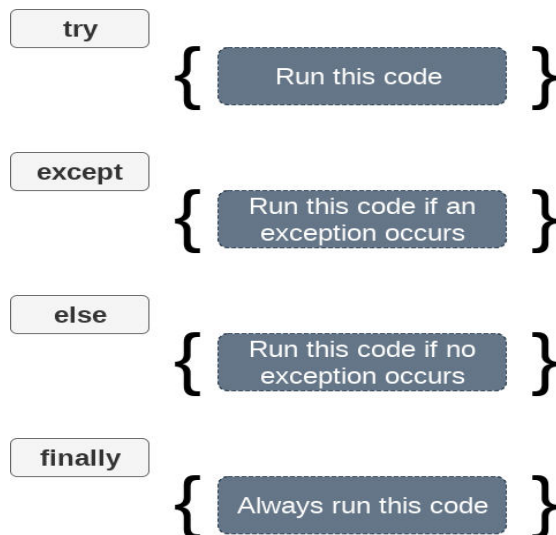 try
{ Run this code }
except
{ Run this code if an
exception occurs }
else
{ Run this code if no
exception occurs }
finally
{ Always run this code }